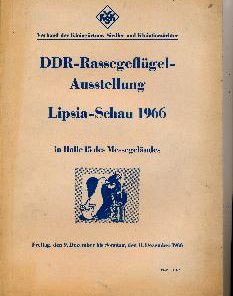 Verband der Kleingärtner, Siedler und Kleintierzüchter
DDR-Rassegeflügel-
Ausstellung
Lipsia-Schau 1966
in Halle 15 des Messegeländes
Freitag, den 9. Dezember bis Sonntag, den 11. Dezember 1966